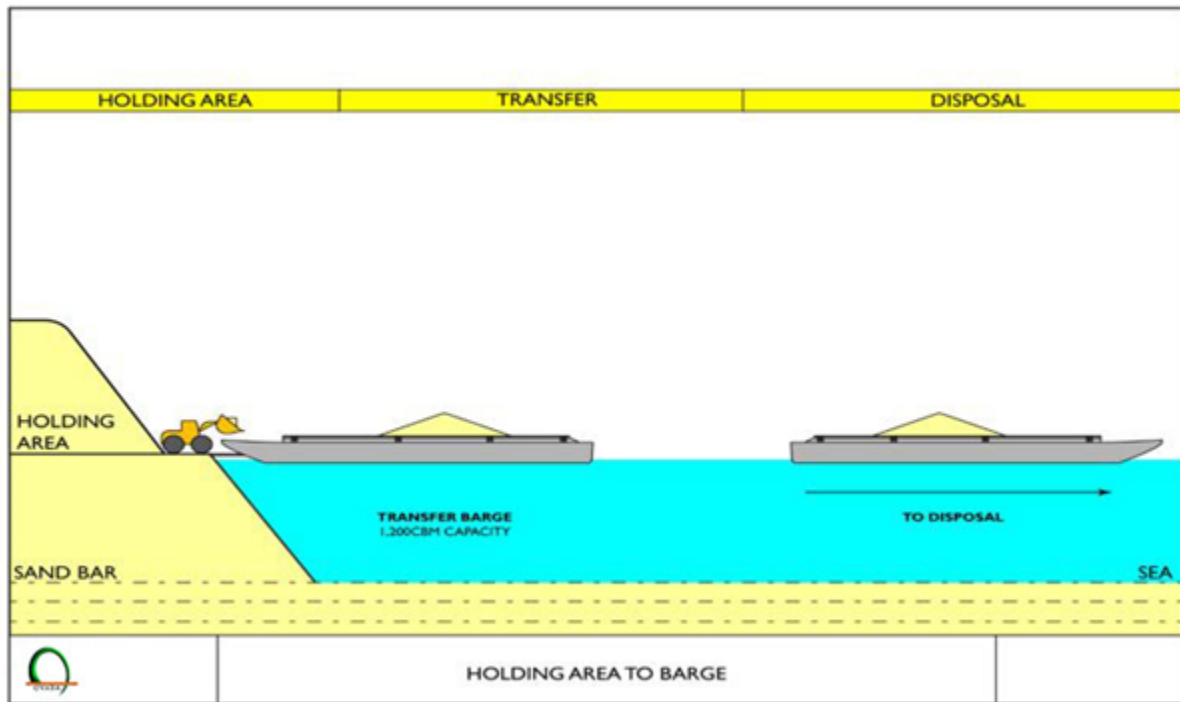 HOLDING AREA
TRANSFER
DISPOSAL
HOLDING
AREA
TRANSFER BARGE
1,200CBM CAPACITY
TO DISPOSAL
SAND BAR
SEA
HOLDING AREA TO BARGE